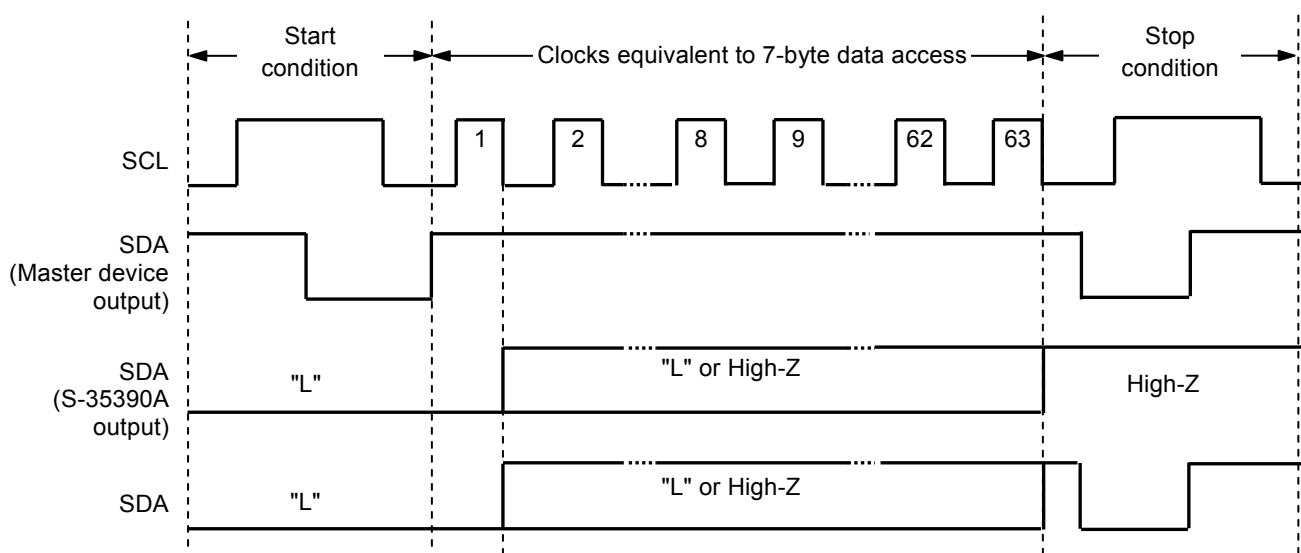 Start
condition
Clocks equivalent to 7-byte data access
Stop
condition
SCL
1
2
8
9
62
63
SDA
(Master device
output)
SDA
(S-35390A
output)
"L"
"L" or High-Z
High-Z
SDA
"L"
"L" or High-Z